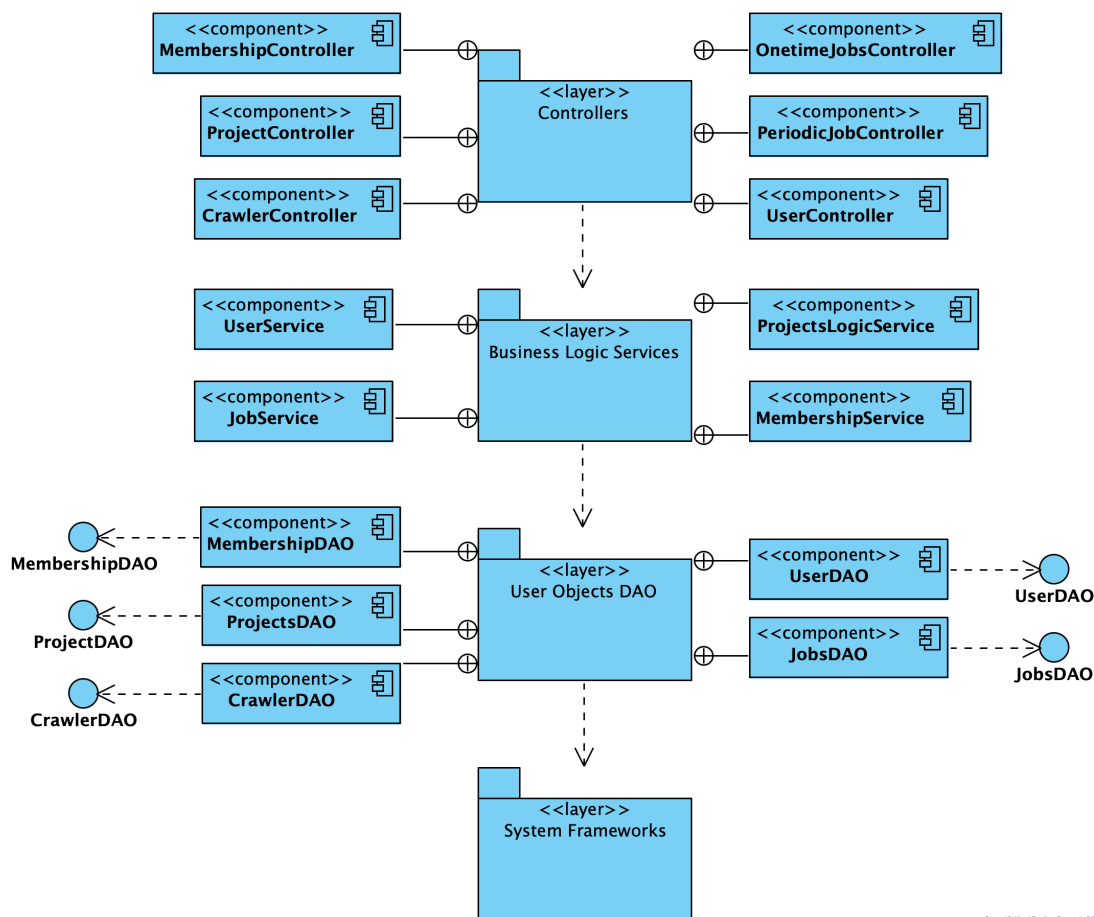 <<component>>
MembershipController
<<component>>
OnetimeJobsController
<<layer>>
Controllers
<<component>>
ProjectController
<<component>>
PeriodicJobController
<<component>>
CrawlerController
<<component>>
UserController
<<component>>
UserService
<<component>>
ProjectsLogicService
<<layer>>
Business Logic Services
<<component>>
JobService
<<component>>
MembershipService
<<component>>
MembershipDAO
MembershipDAO
<<component>>
UserDAO
UserDAO
<<layer>>
User Objects DAO
<<component>>
ProjectsDAO
ProjectDAO
<<component>>
JobsDAO
JobsDAO
<<component>>
CrawlerDAO
CrawlerDAO
<<layer>>
System Frameworks